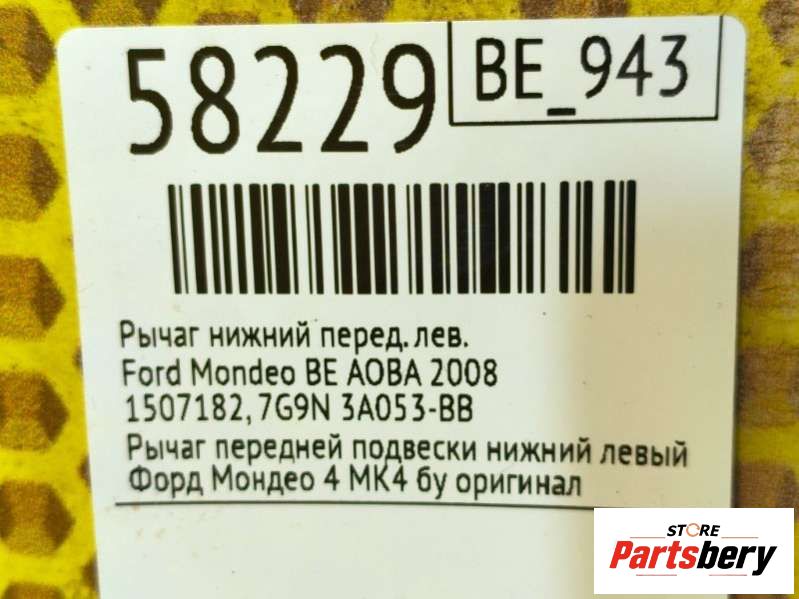 58229
BE_943
Рычаг нижний перед. лев.
Ford Mondeo BE AOBA 2008
1507182, 7G9N 3A053-BB
Рычаг передней подвески нижний левый
Форд Мондео 4 МК4 бу оригинал
STORE
Partsbery